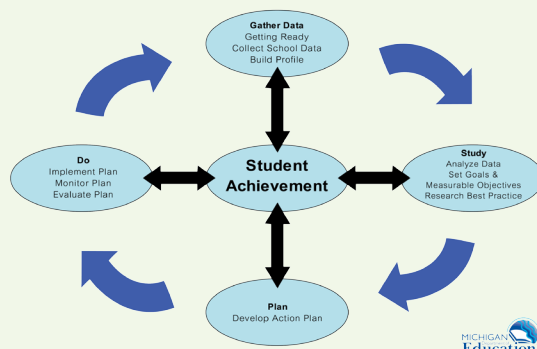 Gather Data
Getting Ready
Collect School Data
Build Profile
Do
Implement Plan
Monitor Plan
Evaluate Plan
Student
Achievement
Study
Analyze Data
Set Goals &
Measurable Objectives
Research Best Practice
Plan
Develop Action Plan
MICHIGAN
Education